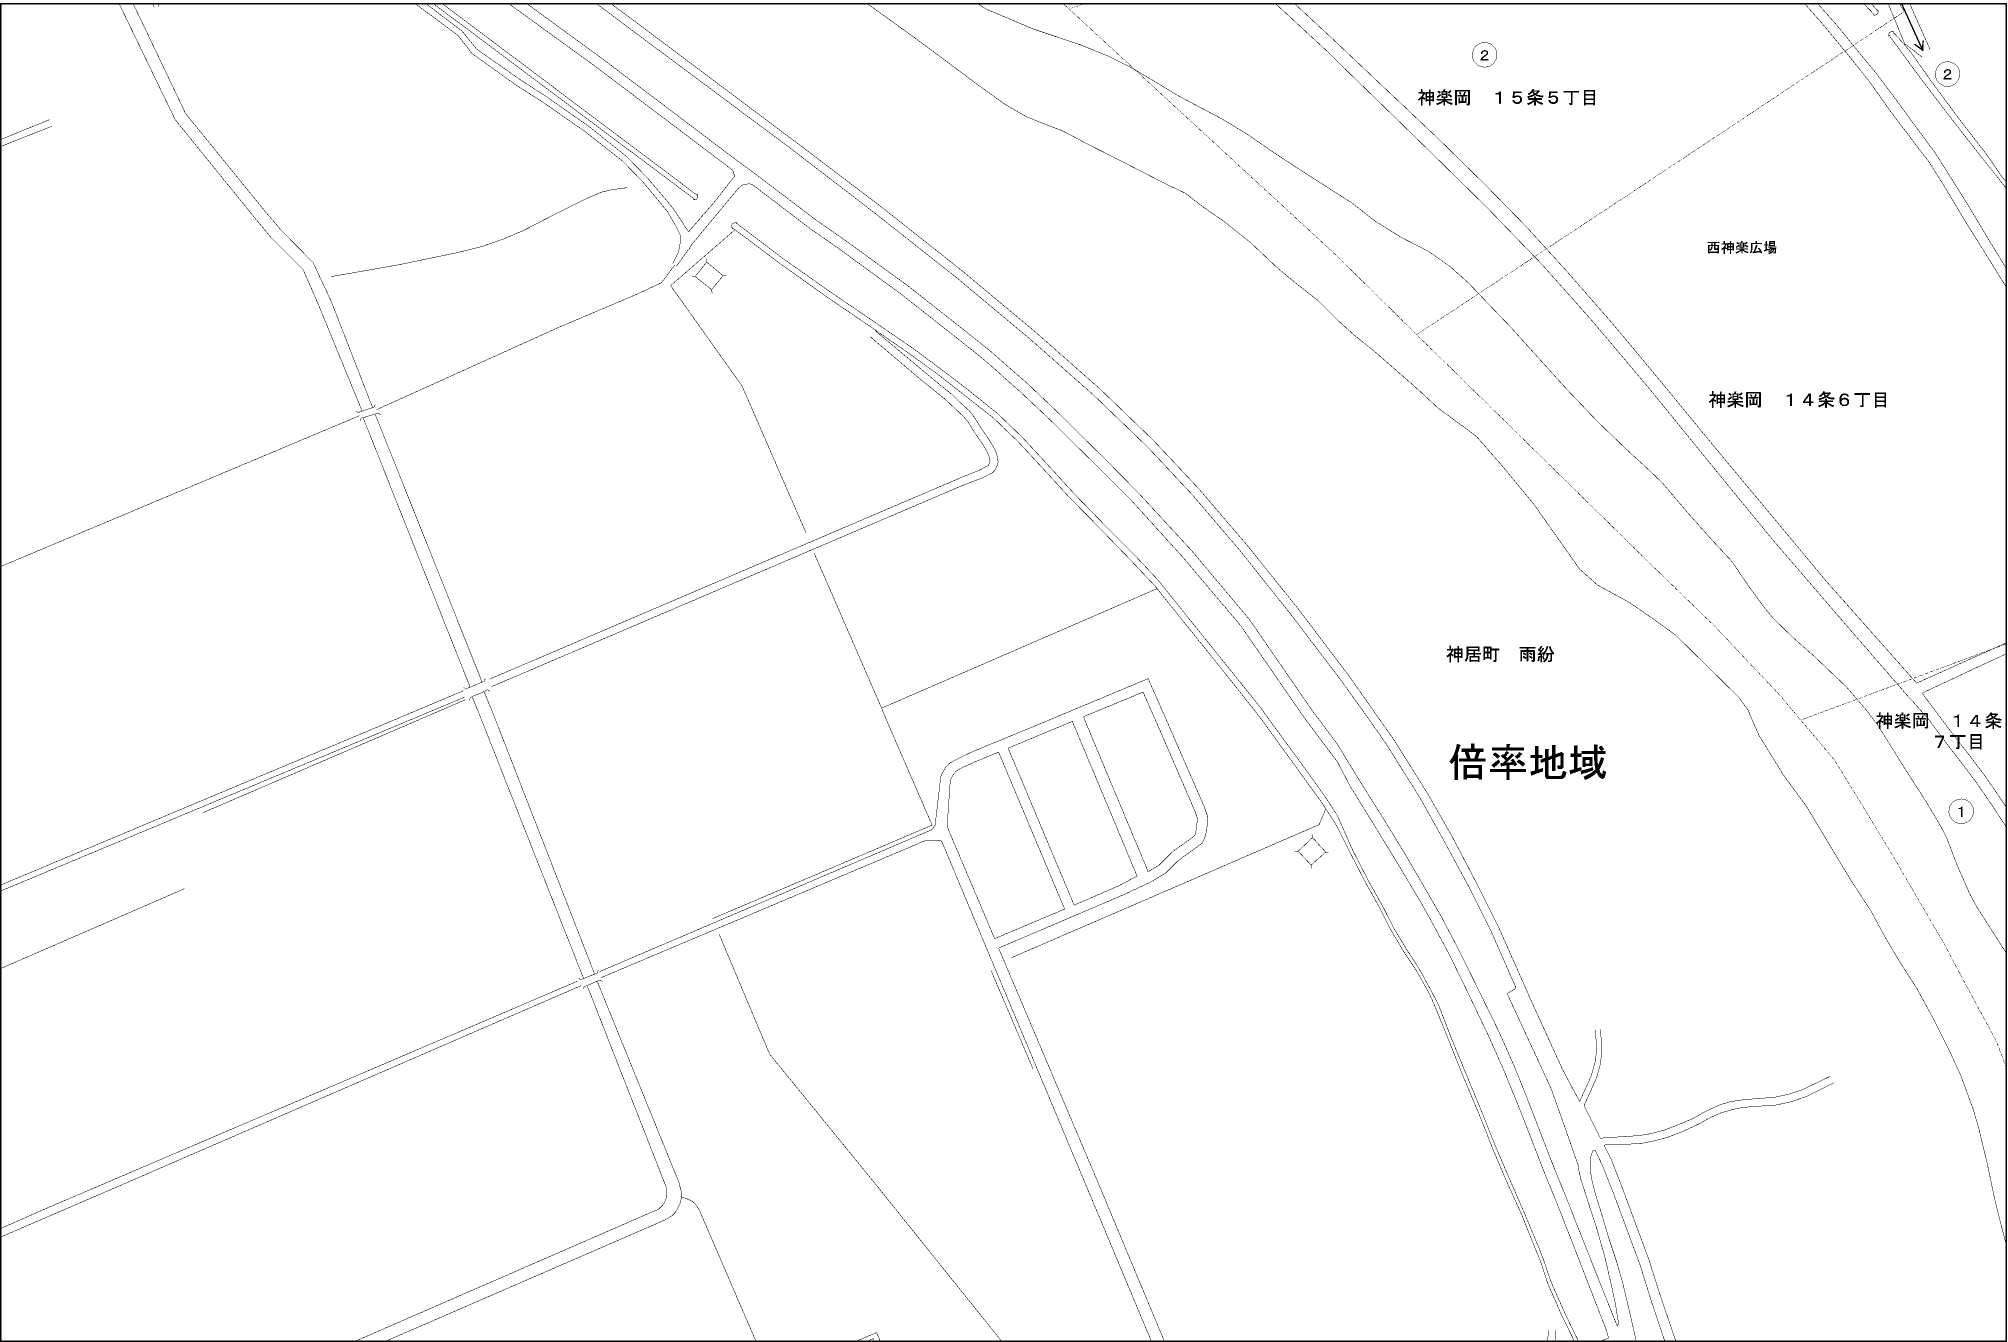 ②
②
神楽岡　１５条５丁目
西神楽広場
神楽岡　１４条６丁目
神居町　雨紛
神楽岡　１４条
７丁目
倍率地域
①